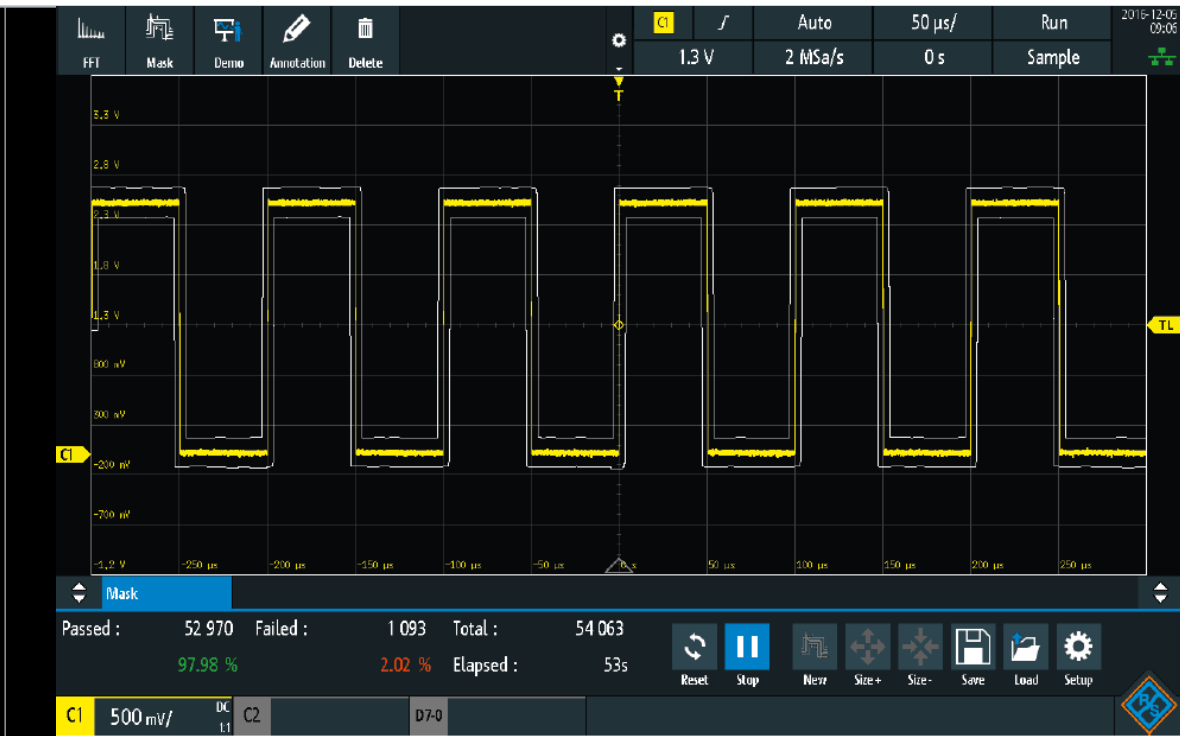 C1 Auto 50 µs/ Run 2016-12-05
09:06
FFT Mask Demo Annotation Delete
1.3 V 2 MSa/s 0 s Sample
T
3.3 V
2.8 V
2.3 V
1.8 V
1.3 V
TL
800 mV
300 mV
C1
-200 mV
-700 mV
-1.2 V -250 µs -200 µs -150 µs -100 µs -50 µs 0 s 50 µs 100 µs 150 µs 200 µs 250 µs
Mask
Passed : 52 970 Failed : 1 093 Total : 54 063
97.98 % 2.02 % Elapsed : 53s
Reset Stop New Size+ Size- Save Load Setup
C1 500 mV/ DC
1:1
C2 D7-0
R&S